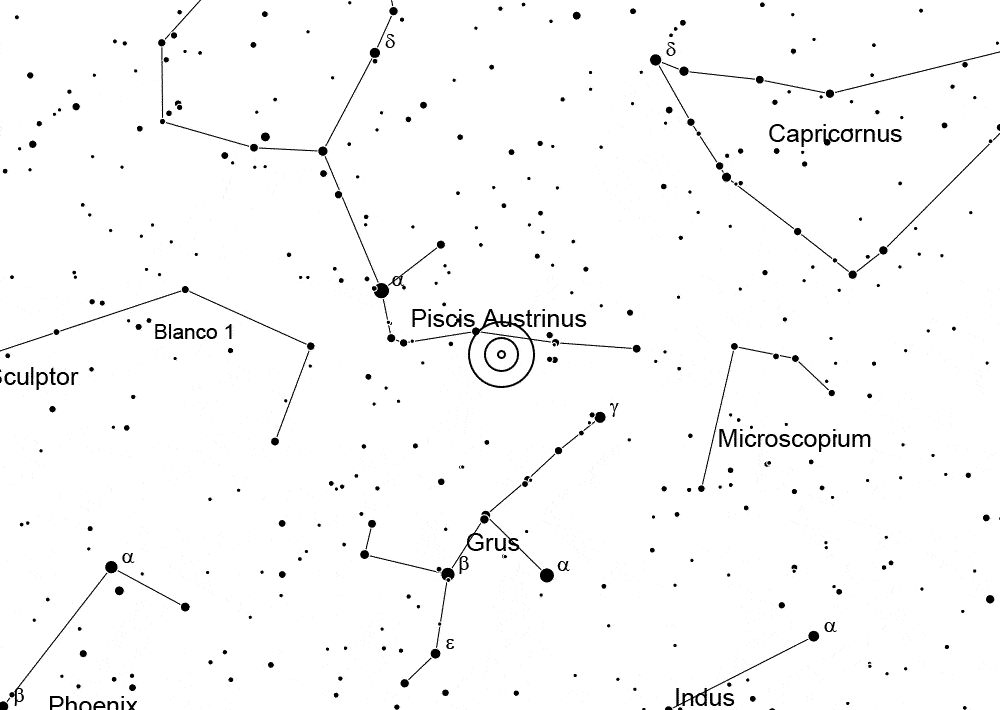 δ
δ
Capricornus
α
Piscis Austrinus
Blanco 1
Sculptor
γ
Microscopium
Grus
α
β
α
α
ε
β
Phoenix
Indus